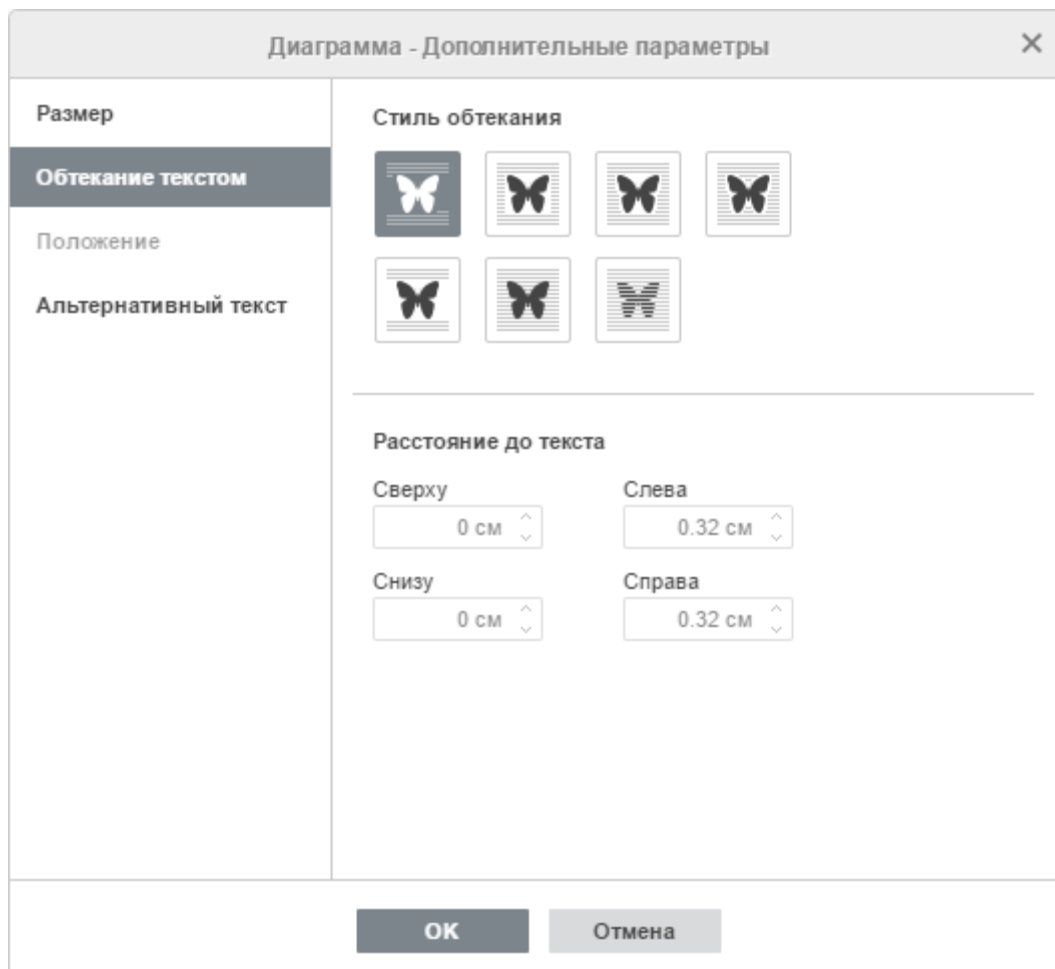 Диаграмма - Дополнительные параметры
Размер
Обтекание текстом
Положение
Альтернативный текст
Стиль обтекания
Расстояние до текста
Сверху Слева
0 см 0.32 см
Снизу Справа
0 см 0.32 см
OK Отмена